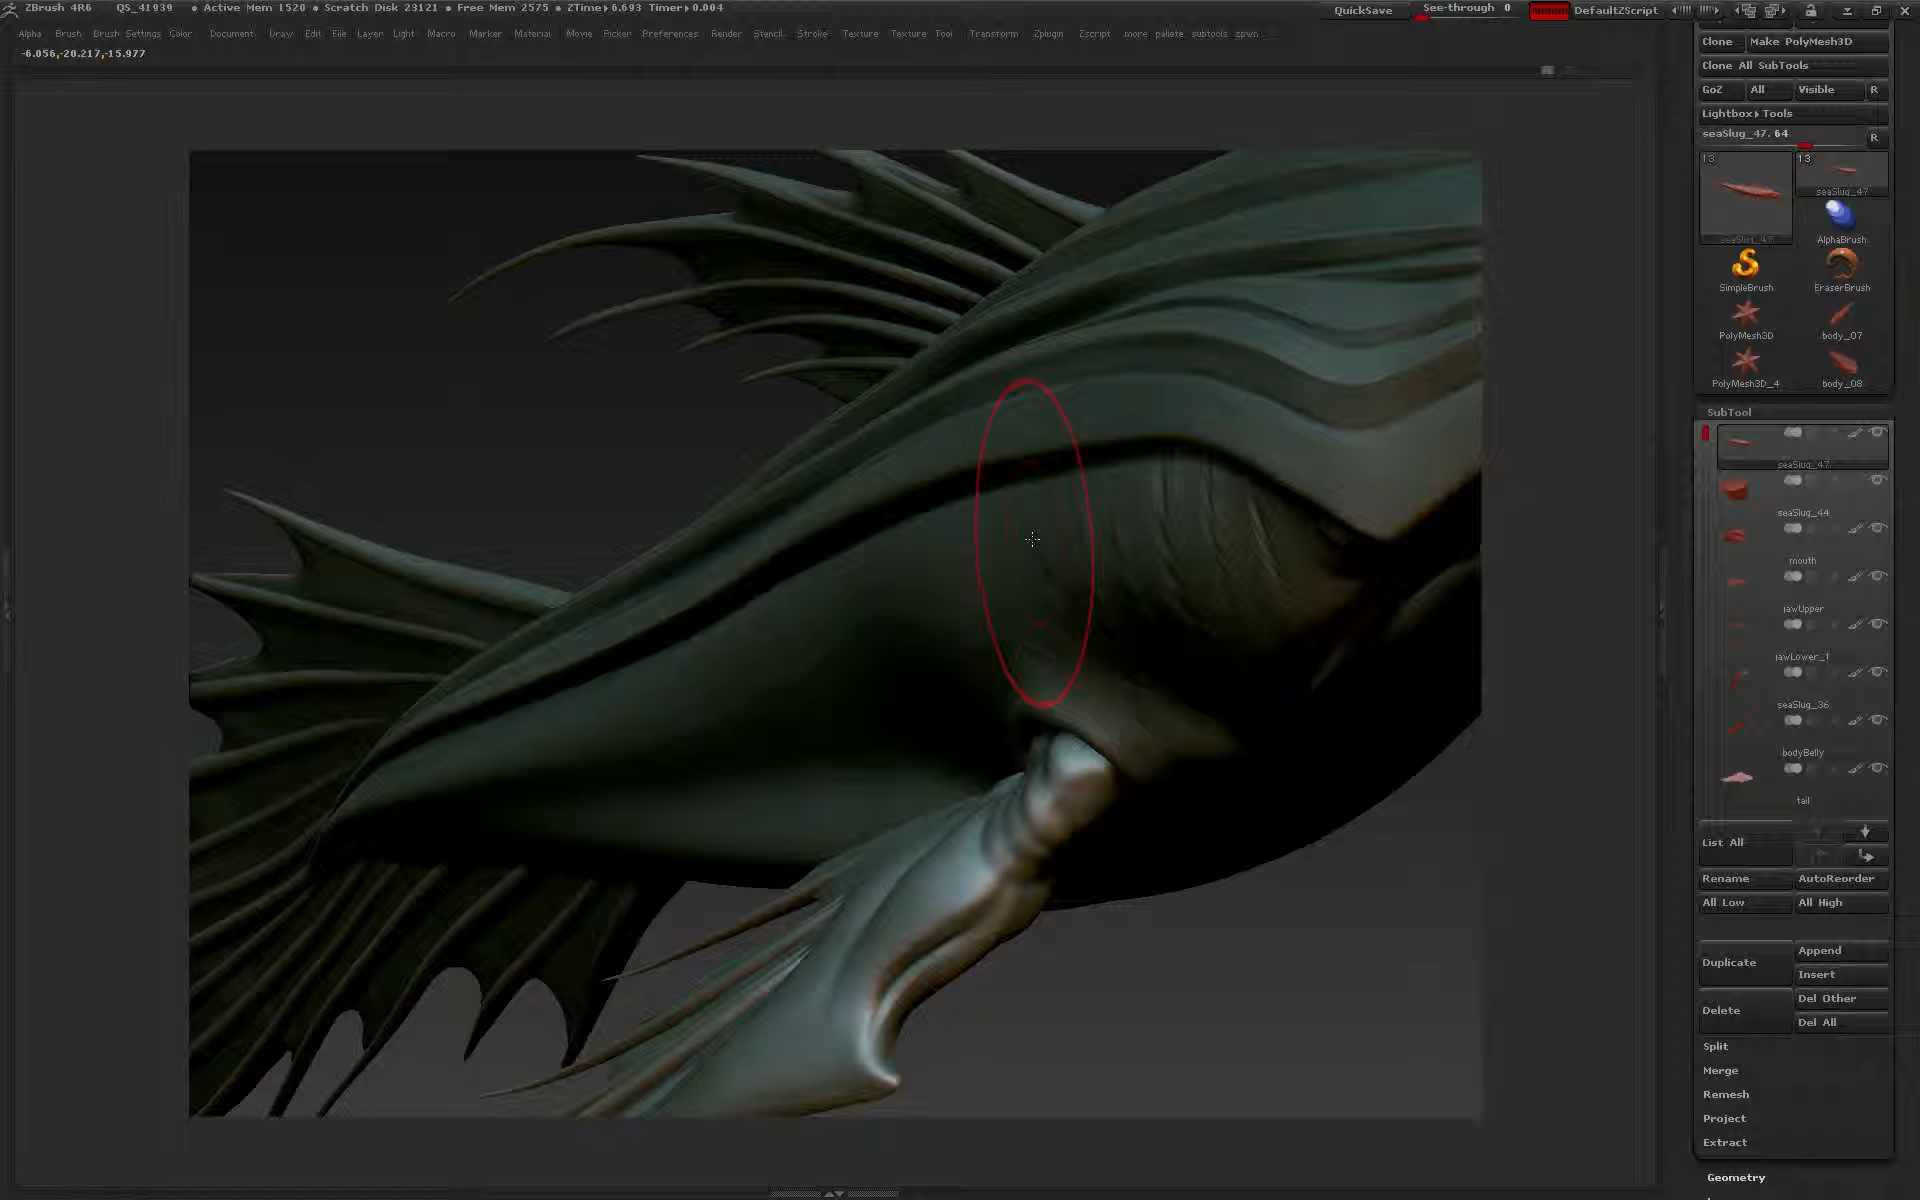 ZBrush 4R6 QS_41939 • Active Mem 1520 • Scratch Disk 23121 • Free Mem 2575 • ZTime▸6.693 Timer▸0.004
QuickSave See-through 0 DefaultZScript
Alpha Brush Brush Settings Color Document Draw Edit File Layer Light Macro Marker Material Movie Picker Preferences Render Stencil Stroke Texture Texture Tool Transform Zplugin Zscript more pallete subtools
-6.056,-20.217,-15.977
Clone Make PolyMesh3D
Clone All SubTools
GoZ All Visible R
Lightbox▸Tools
seaSlug_47.64 R
13 13
seaSlug_47
seaSlug_47 AlphaBrush
SimpleBrush EraserBrush
PolyMesh3D body_07
PolyMesh3D_4 body_08
SubTool
seaSlug_47
seaSlug_44
mouth
jawUpper
jawLower_1
seaSlug_36
bodyBelly
tail
List All
Rename AutoReorder
All Low All High
Duplicate Append
Insert
Delete Del Other
Del All
Split
Merge
Remesh
Project
Extract
Geometry